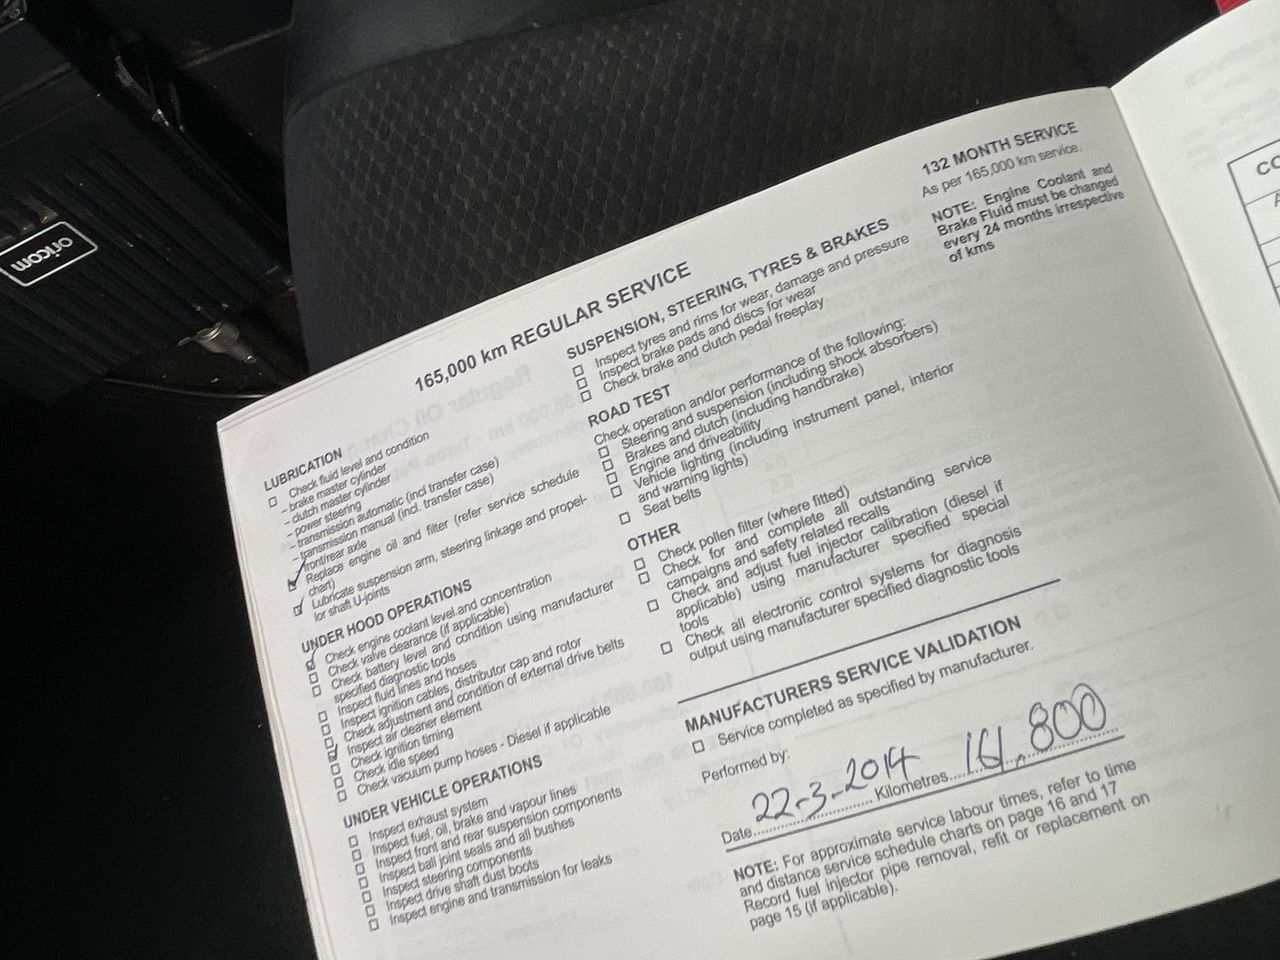 oricom
165,000 km REGULAR SERVICE
LUBRICATION
Check fluid level and condition
- brake master cylinder
- clutch master cylinder
- power steering
- transmission automatic (incl transfer case)
- transmission manual (incl. transfer case)
- front/rear axle
Replace engine oil and filter (refer service schedule
chart)
Lubricate suspension arm, steering linkage and propel-
lor shaft U-joints
UNDER HOOD OPERATIONS
Check engine coolant level and concentration
Check valve clearance (if applicable)
Check battery level and condition using manufacturer
specified diagnostic tools
Inspect fluid lines and hoses
Inspect ignition cables, distributor cap and rotor
Check adjustment and condition of external drive belts
Inspect air cleaner element
Check ignition timing
Check idle speed
Check vacuum pump hoses - Diesel if applicable
UNDER VEHICLE OPERATIONS
Inspect exhaust system
Inspect fuel, oil, brake and vapour lines
Inspect front and rear suspension components
Inspect ball joint seals and all bushes
Inspect steering components
Inspect drive shaft dust boots
Inspect engine and transmission for leaks
SUSPENSION, STEERING, TYRES & BRAKES
Inspect tyres and rims for wear, damage and pressure
Inspect brake pads and discs for wear
Check brake and clutch pedal freeplay
ROAD TEST
Check operation and/or performance of the following:
Steering and suspension (including shock absorbers)
Brakes and clutch (including handbrake)
Engine and driveability
Vehicle lighting (including instrument panel, interior
and warning lights)
Seat belts
OTHER
Check pollen filter (where fitted)
Check for and complete all outstanding service
campaigns and safety related recalls
Check and adjust fuel injector calibration (diesel if
applicable) using manufacturer specified special
tools
Check all electronic control systems for diagnosis
output using manufacturer specified diagnostic tools
MANUFACTURERS SERVICE VALIDATION
Service completed as specified by manufacturer.
Performed by:
Date 22-3-2014 Kilometres 161,800
NOTE: For approximate service labour times, refer to time
and distance service schedule charts on page 16 and 17
Record fuel injector pipe removal, refit or replacement on
page 15 (if applicable).
132 MONTH SERVICE
As per 165,000 km service.
NOTE: Engine Coolant and
Brake Fluid must be changed
every 24 months irrespective
of kms